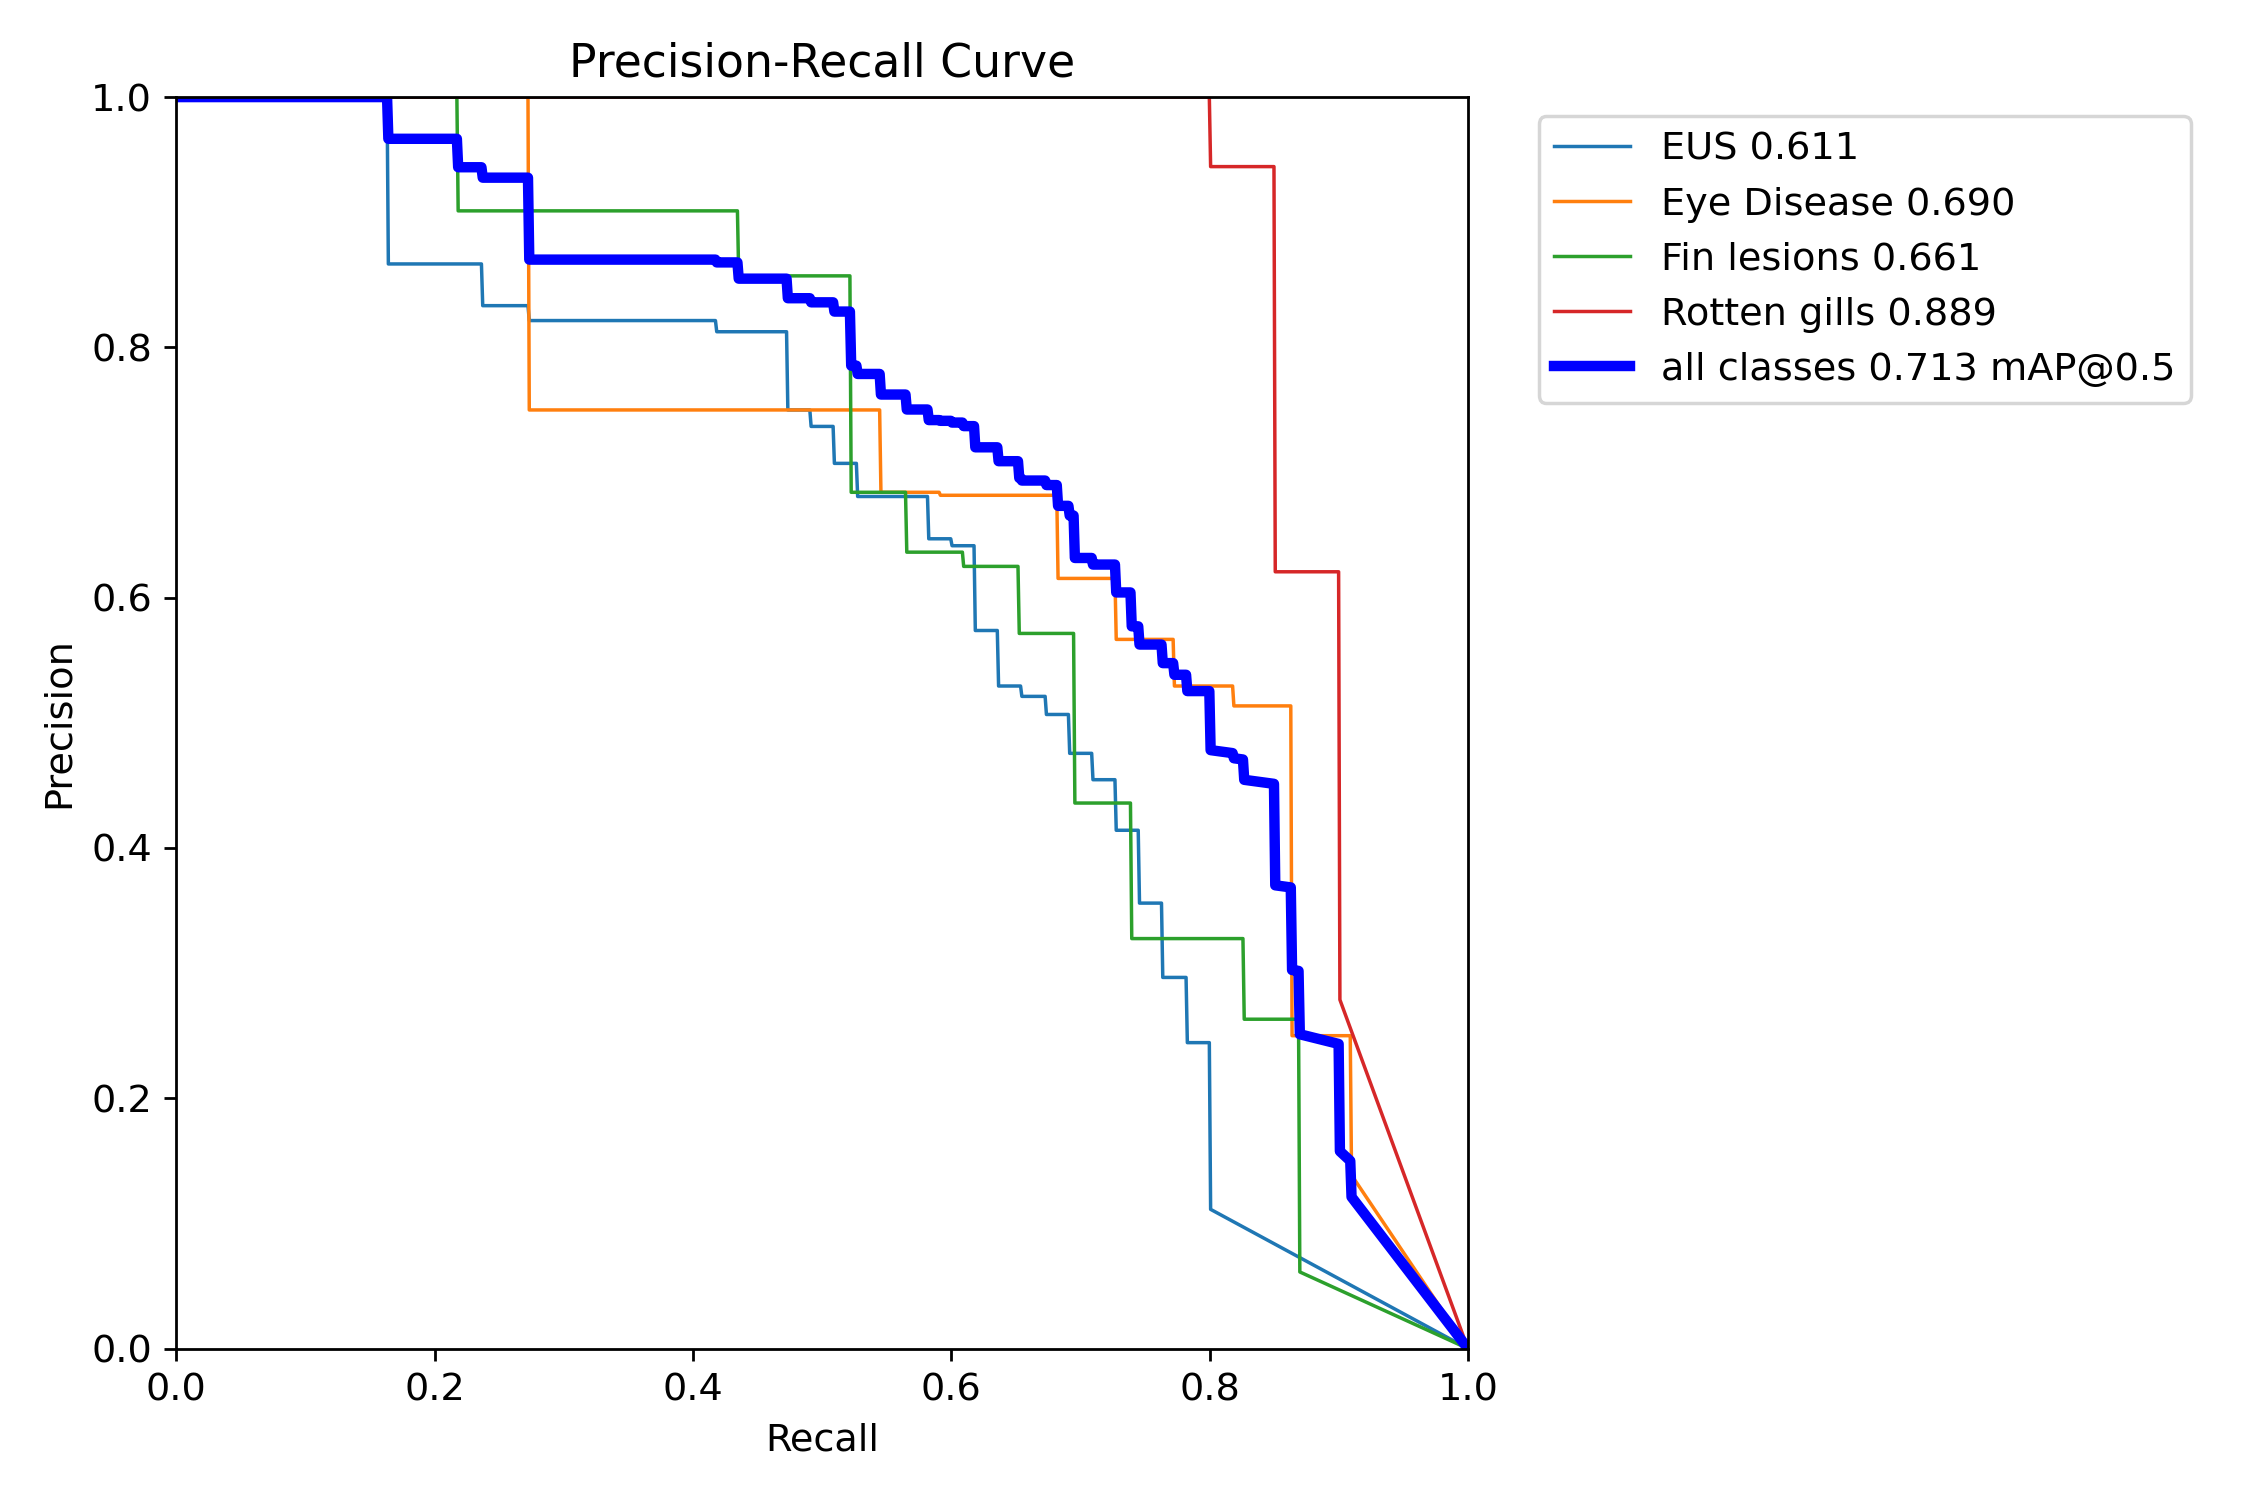 Precision-Recall Curve
1.0
0.8
0.6
0.4
0.2
0.0
Precision
0.0 0.2 0.4 0.6 0.8 1.0
Recall
EUS 0.611
Eye Disease 0.690
Fin lesions 0.661
Rotten gills 0.889
all classes 0.713 mAP@0.5